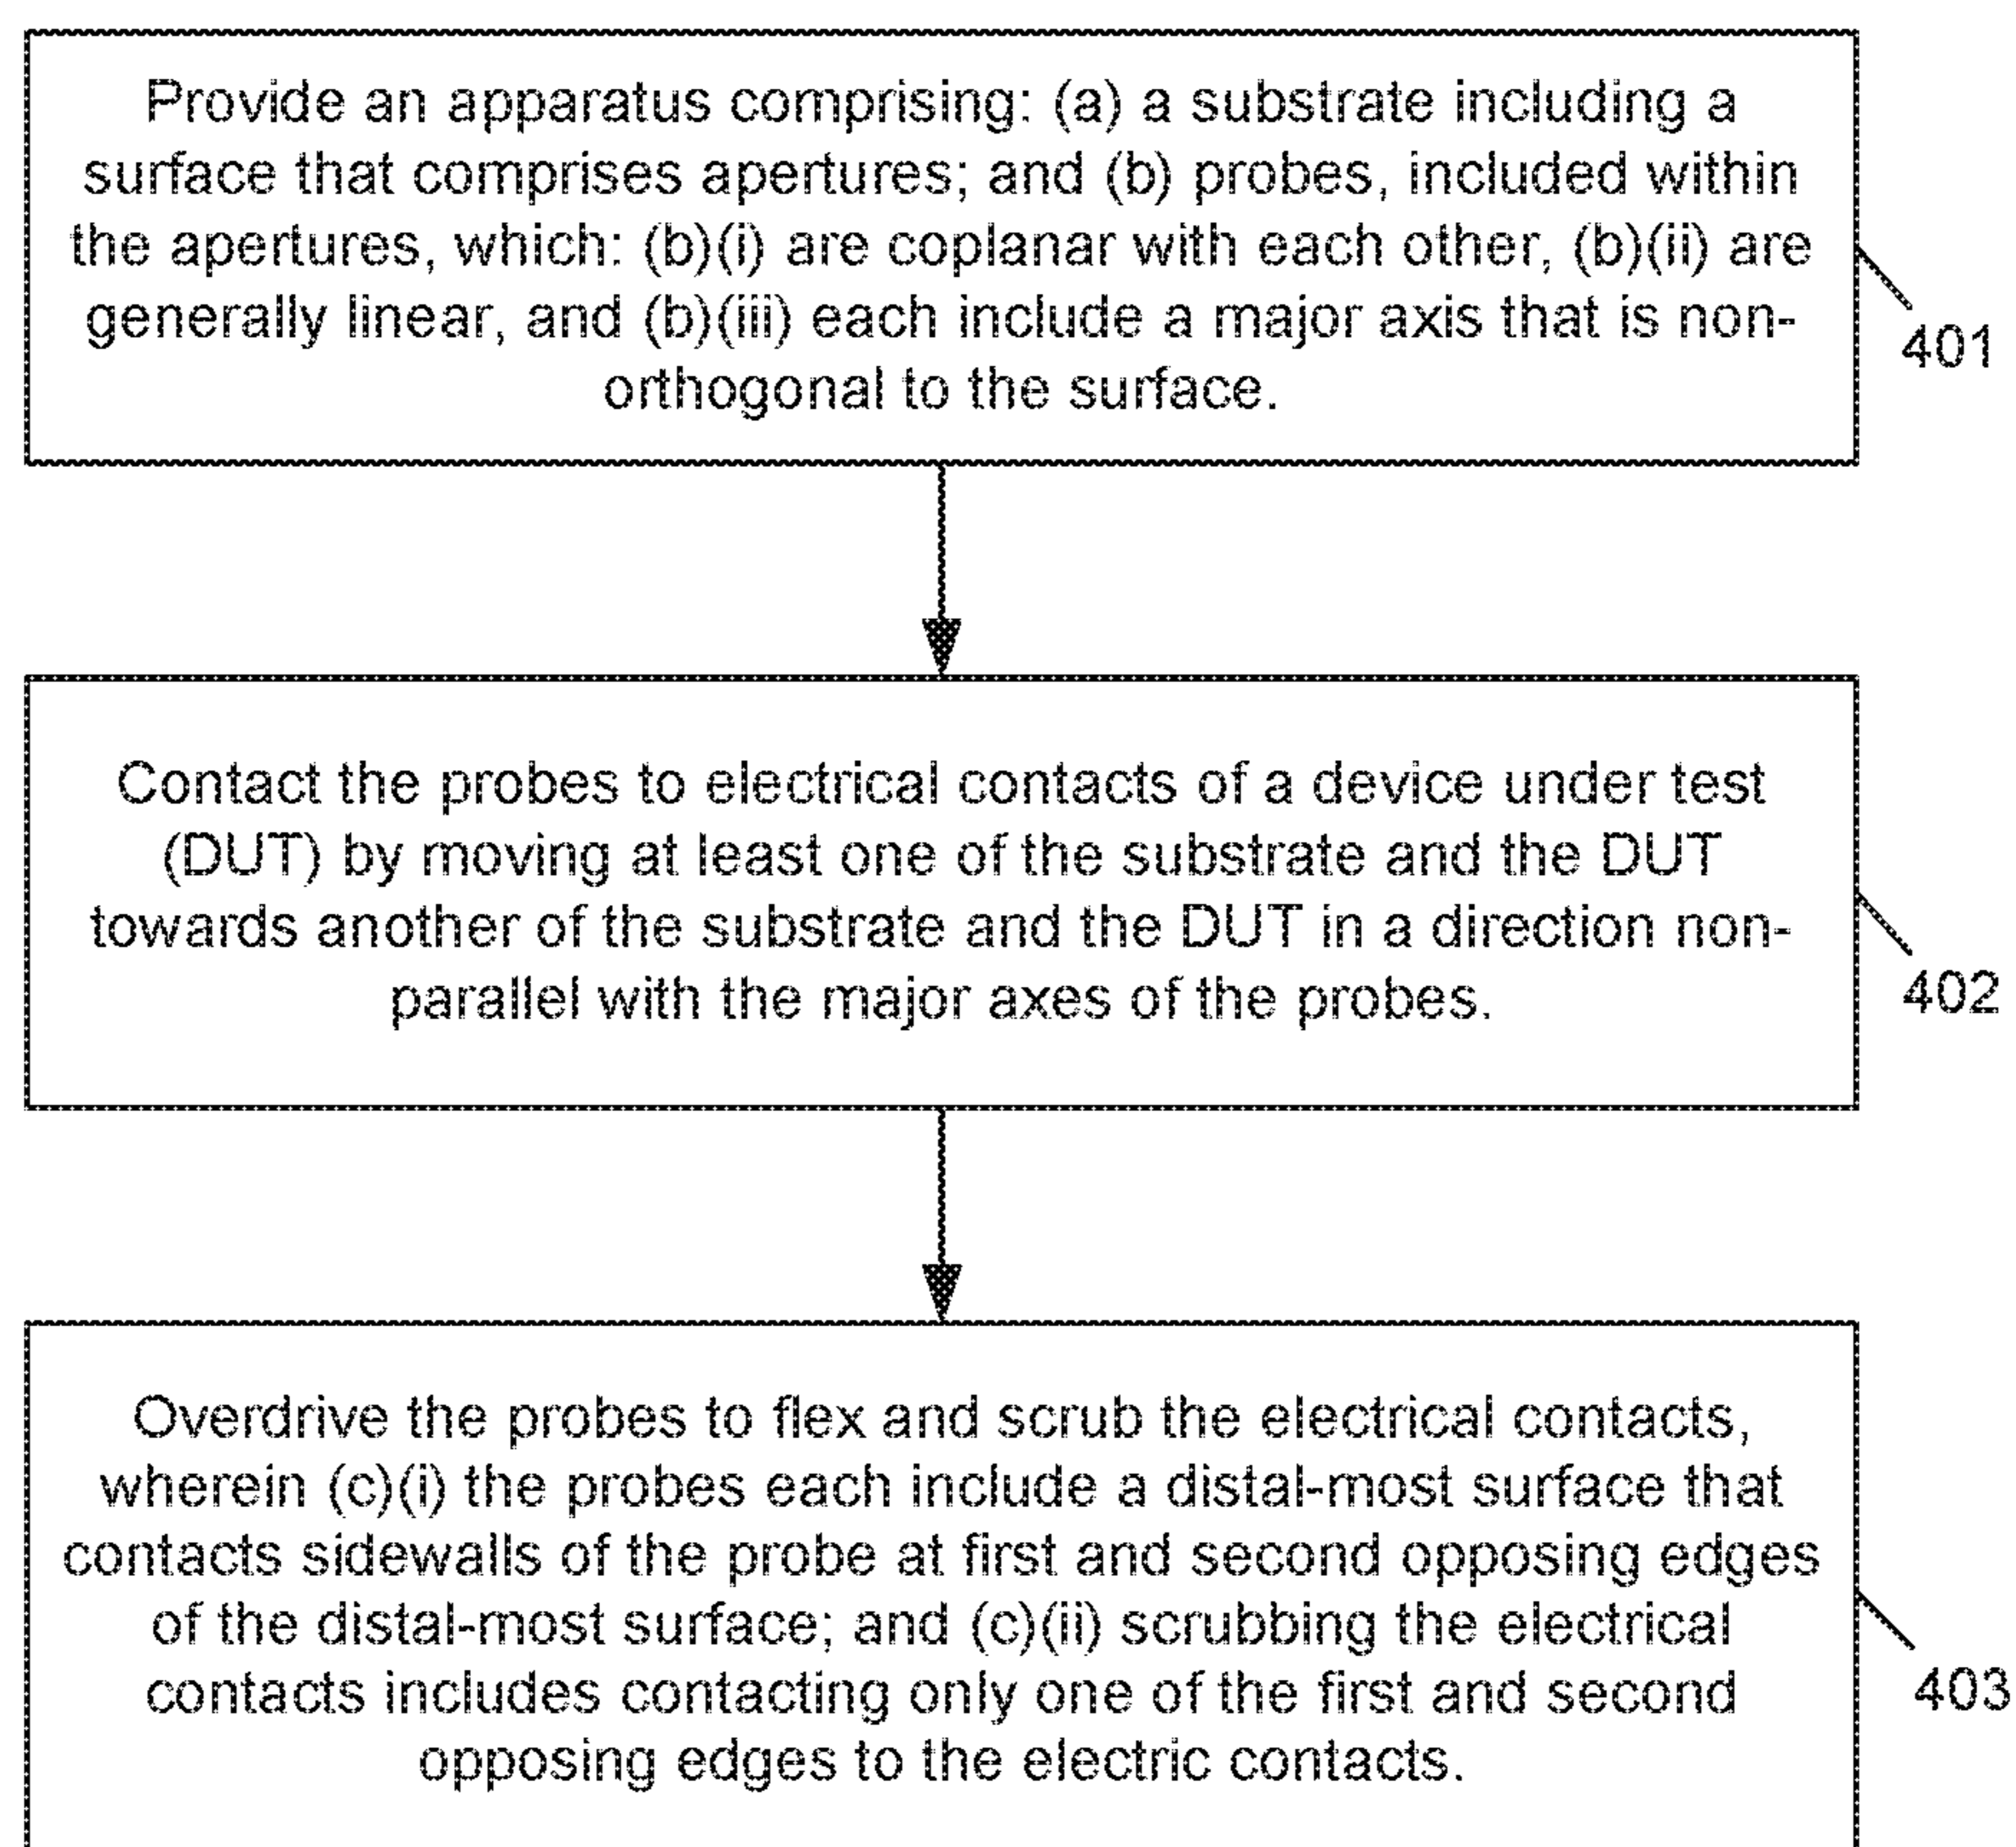 Provide an apparatus comprising: (a) a substrate including a
surface that comprises apertures; and (b) probes, included within
the apertures, which: (b)(i) are coplanar with each other, (b)(ii) are
generally linear, and (b)(iii) each include a major axis that is non-
orthogonal to the surface.
401
Contact the probes to electrical contacts of a device under test
(DUT) by moving at least one of the substrate and the DUT
towards another of the substrate and the DUT in a direction non-
parallel with the major axes of the probes.
402
Overdrive the probes to flex and scrub the electrical contacts,
wherein (c)(i) the probes each include a distal-most surface that
contacts sidewalls of the probe at first and second opposing edges
of the distal-most surface; and (c)(ii) scrubbing the electrical
contacts includes contacting only one of the first and second
opposing edges to the electric contacts.
403